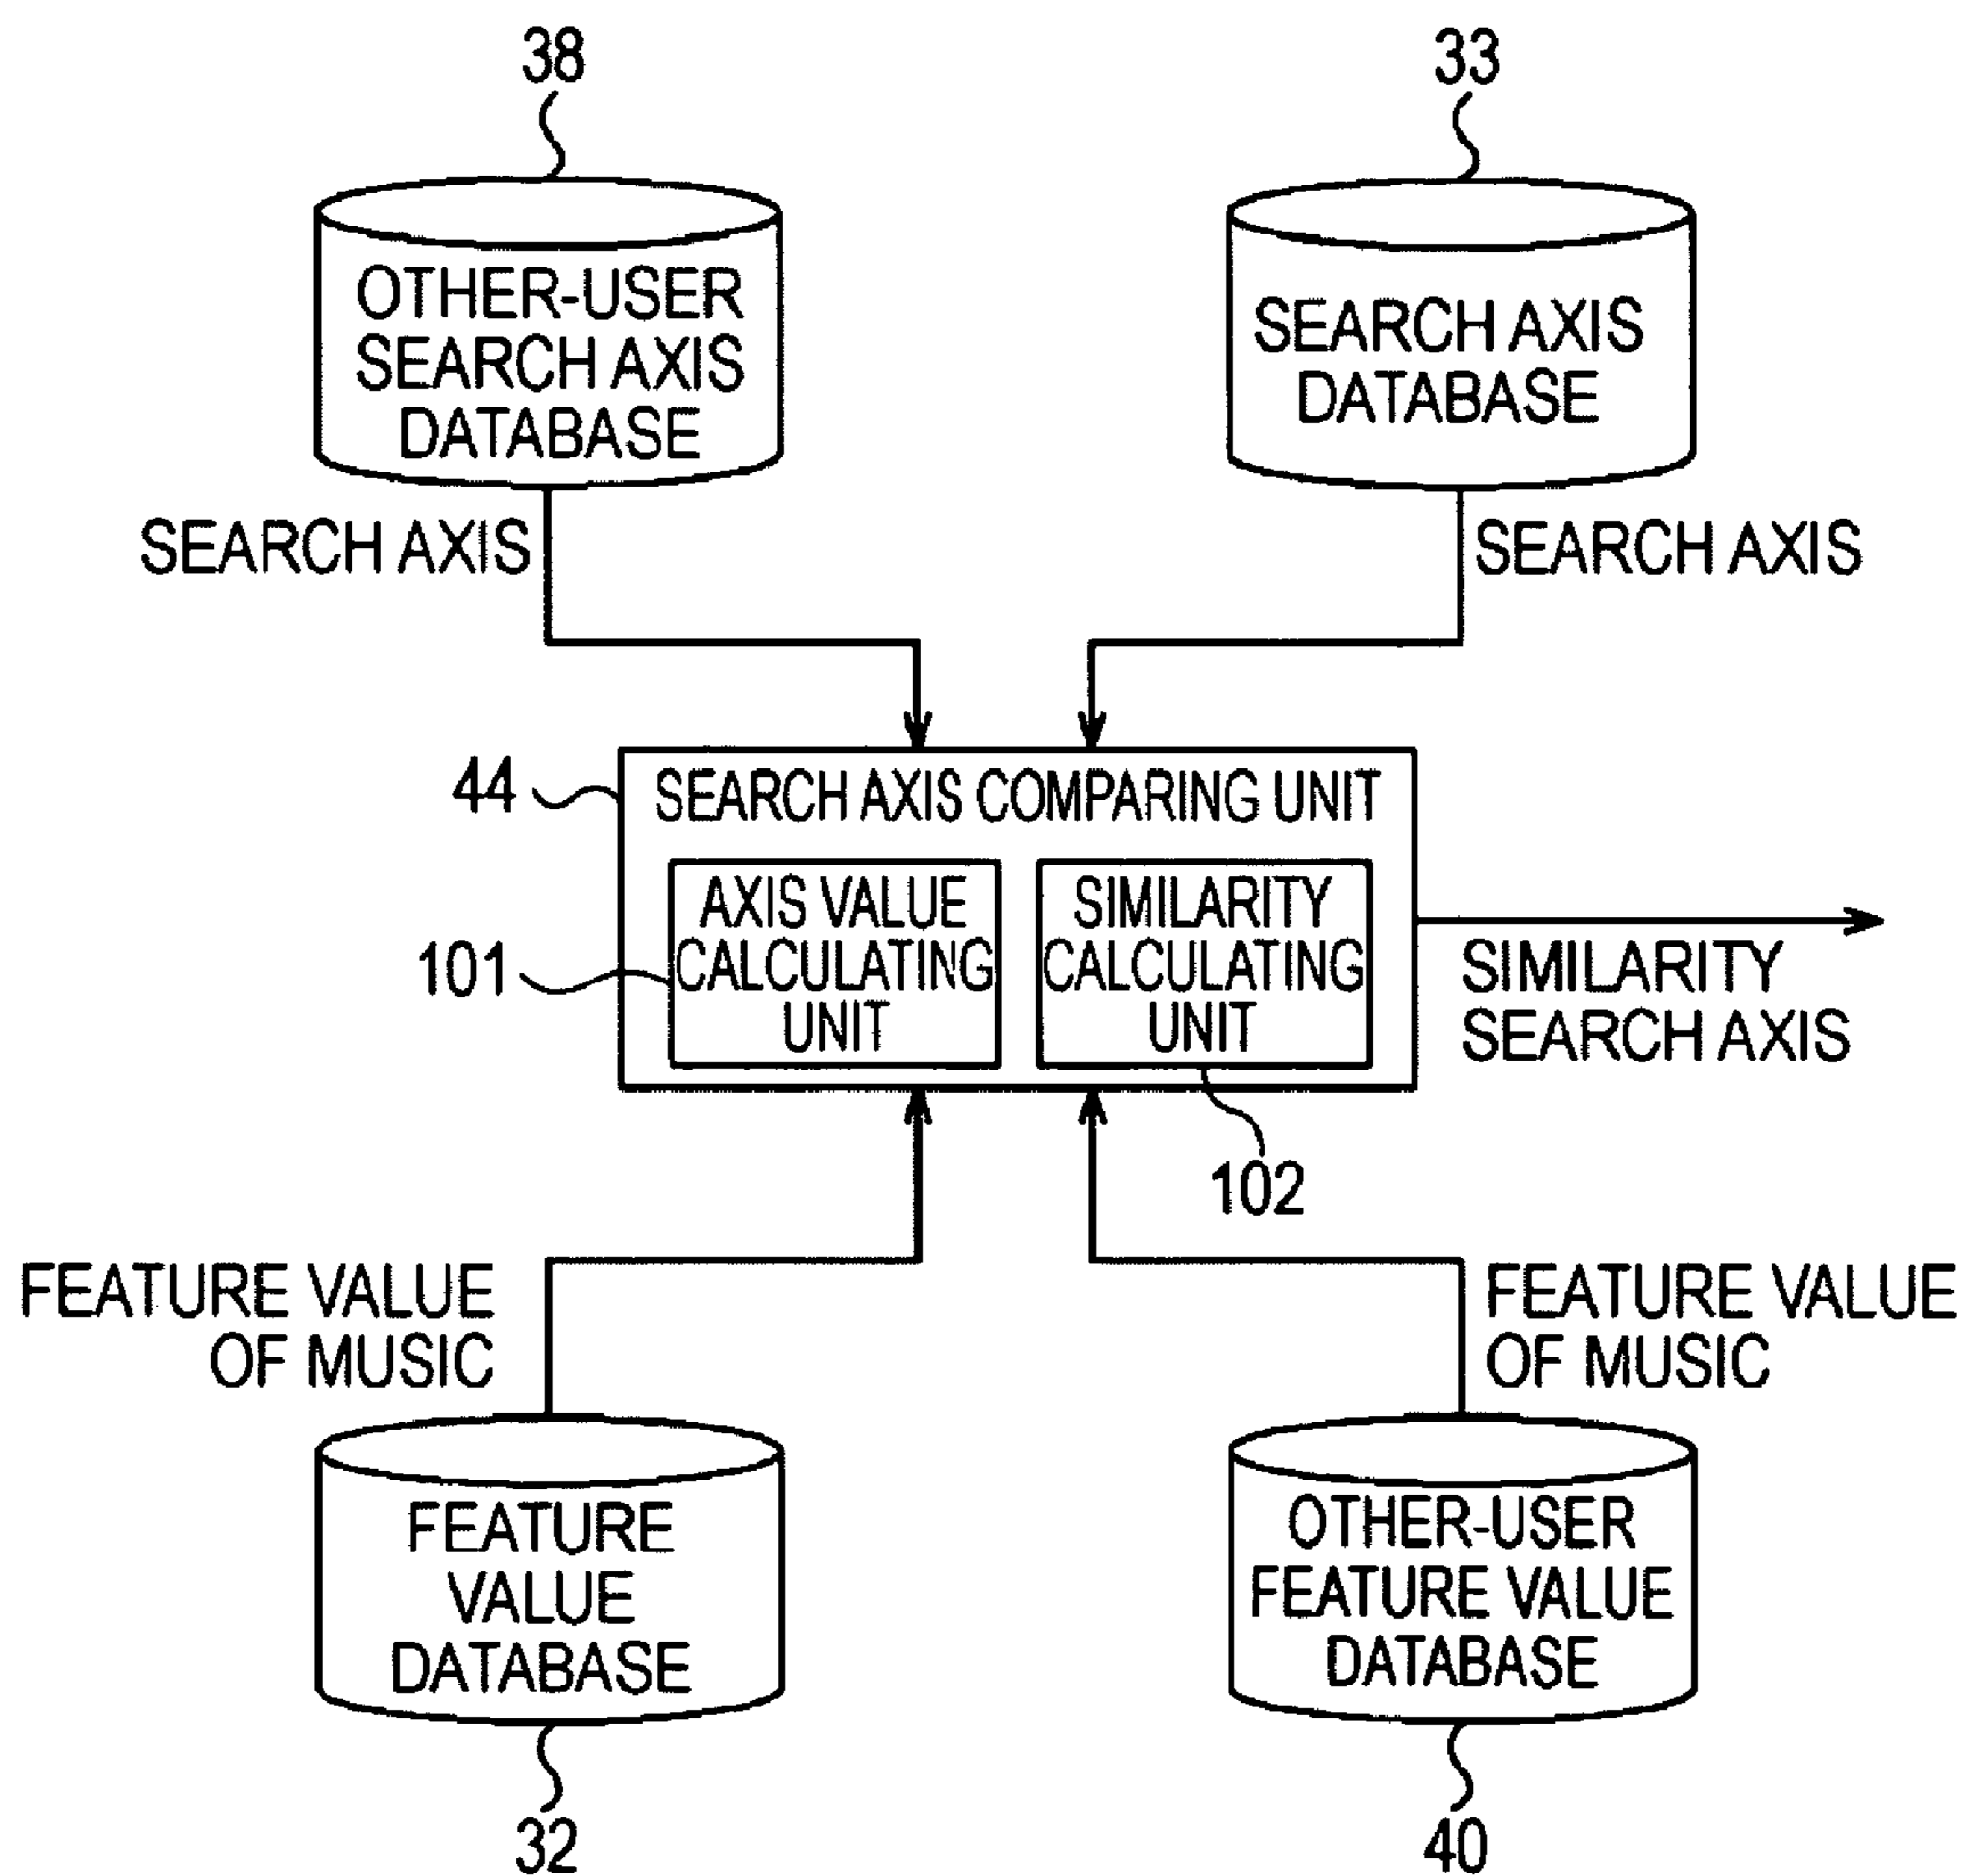 38
33
OTHER-USER
SEARCH AXIS
DATABASE
SEARCH AXIS
DATABASE
SEARCH AXIS
SEARCH AXIS
44
SEARCH AXIS COMPARING UNIT
AXIS VALUE
CALCULATING
UNIT
SIMILARITY
CALCULATING
UNIT
101
SIMILARITY
SEARCH AXIS
102
FEATURE VALUE
OF MUSIC
FEATURE VALUE
OF MUSIC
FEATURE
VALUE
DATABASE
OTHER-USER
FEATURE VALUE
DATABASE
32
40